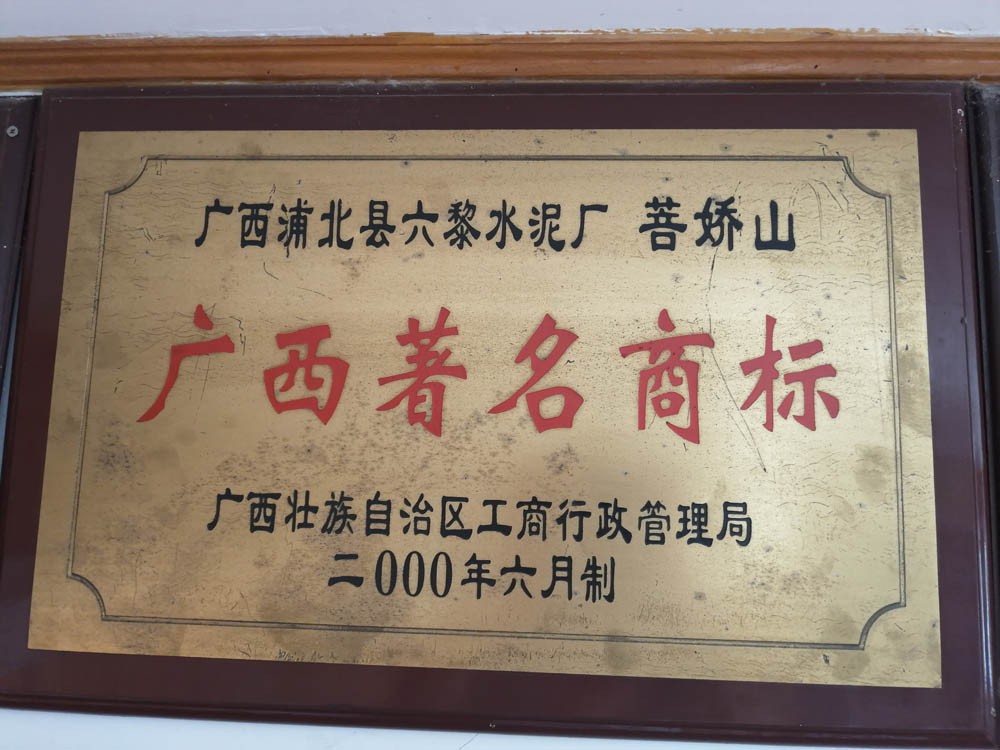 广西浦北县六黎水泥厂 菩娇山
广西著名商标
广西壮族自治区工商行政管理局
二000年六月制